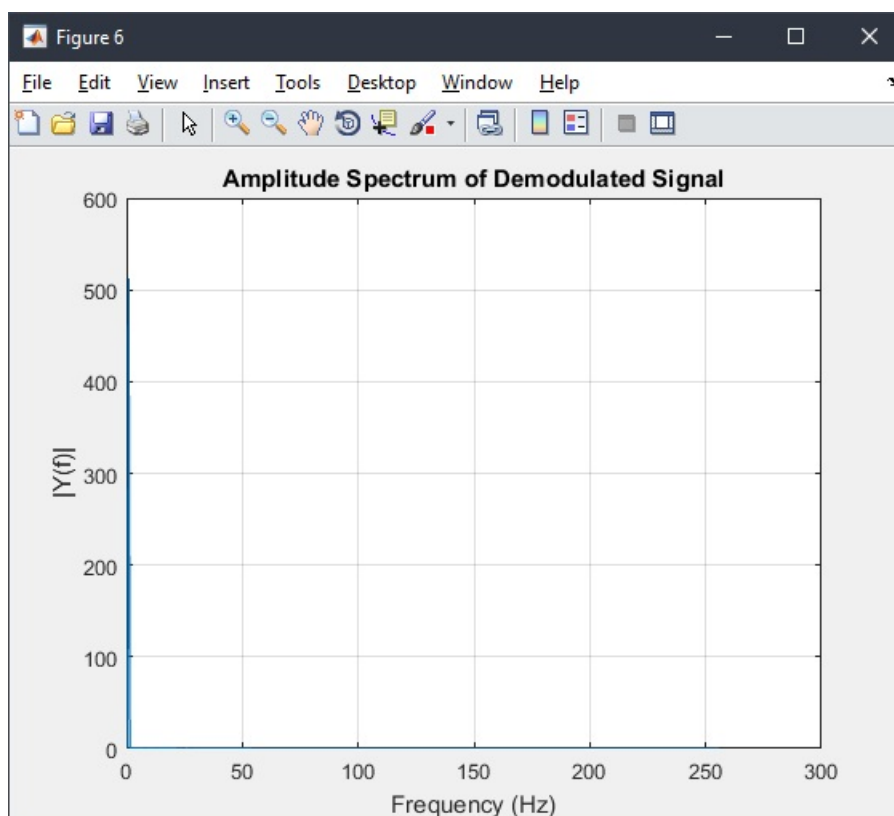 Figure 6
File Edit View Insert Tools Desktop Window Help
Amplitude Spectrum of Demodulated Signal
600
500
400
300
200
100
0
|Y(f)|
0 50 100 150 200 250 300
Frequency (Hz)